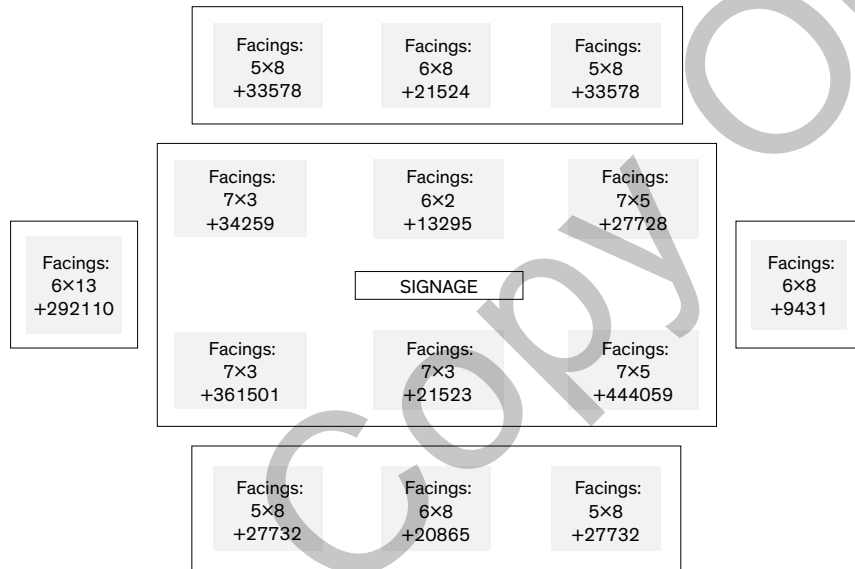 Facings:
5×8
+33578
Facings:
6×8
+21524
Facings:
5×8
+33578
Facings:
7×3
+34259
Facings:
6×2
+13295
Facings:
7×5
+27728
Facings:
6×13
+292110
SIGNAGE
Facings:
6×8
+9431
Facings:
7×3
+361501
Facings:
7×3
+21523
Facings:
7×5
+444059
Facings:
5×8
+27732
Facings:
6×8
+20865
Facings:
5×8
+27732
Copy O